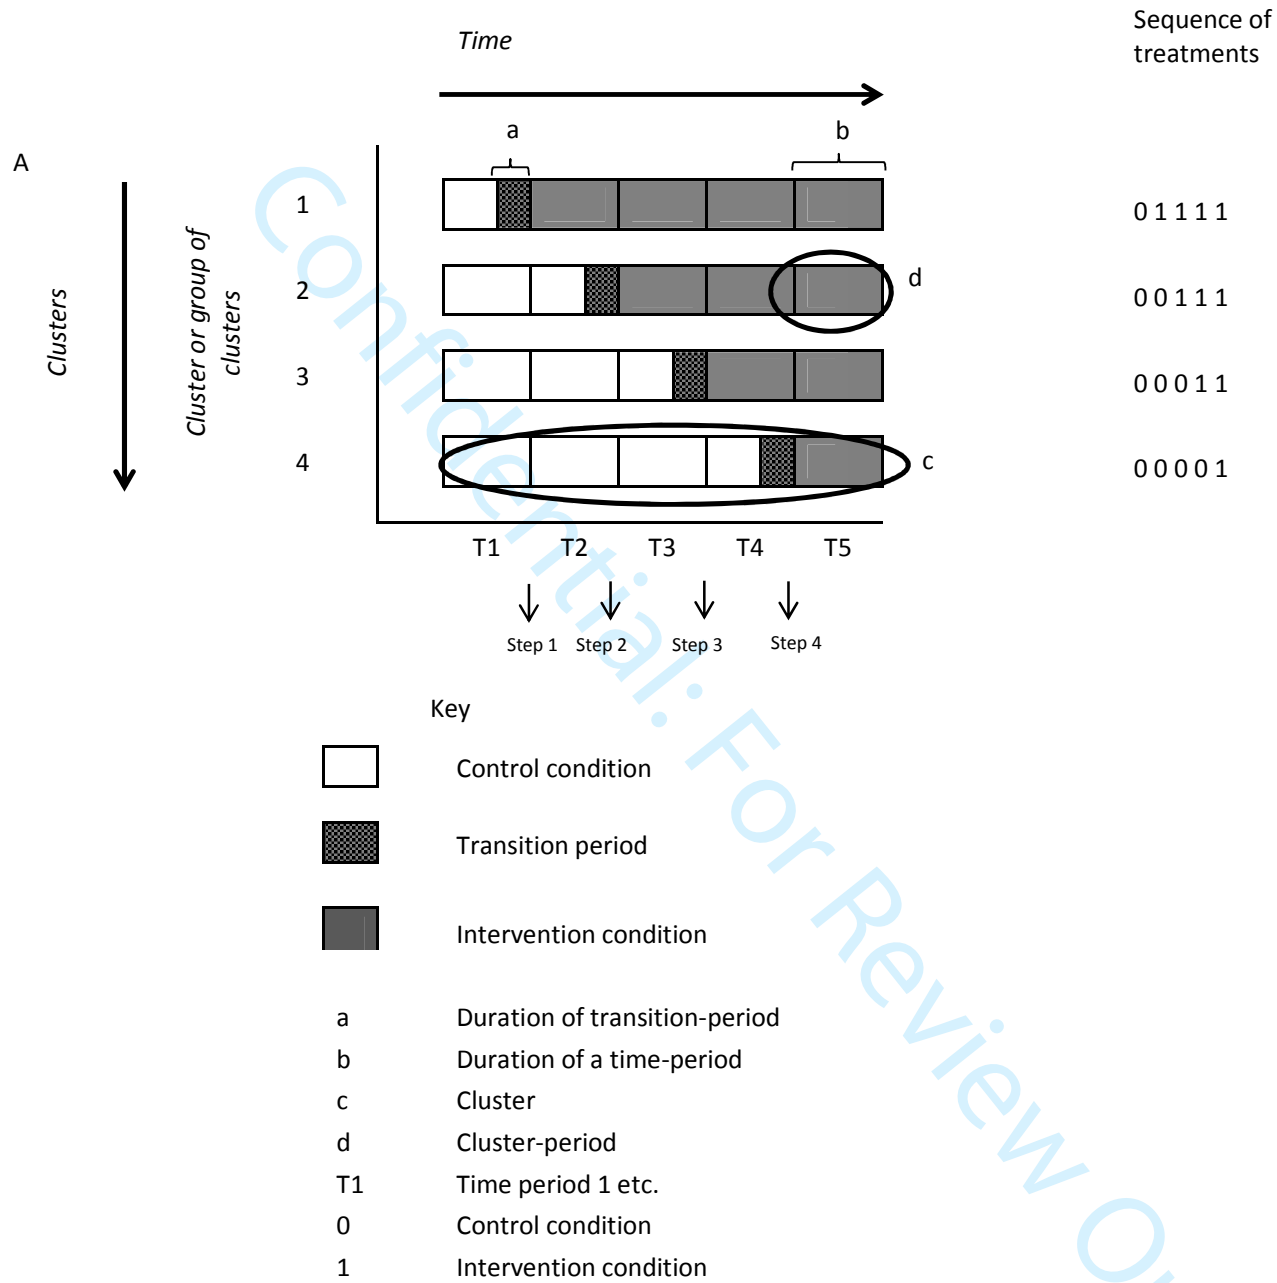 Sequence of
treatments
Time
a
b
A
Clusters
Cluster or group of
clusters
1
0 1 1 1 1
2
d
0 0 1 1 1
3
0 0 0 1 1
4
c
0 0 0 0 1
T1 T2 T3 T4 T5
Step 1 Step 2 Step 3 Step 4
Key
Control condition
Transition period
Intervention condition
a Duration of transition-period
b Duration of a time-period
c Cluster
d Cluster-period
T1 Time period 1 etc.
0 Control condition
1 Intervention condition
Confidential: For Review O